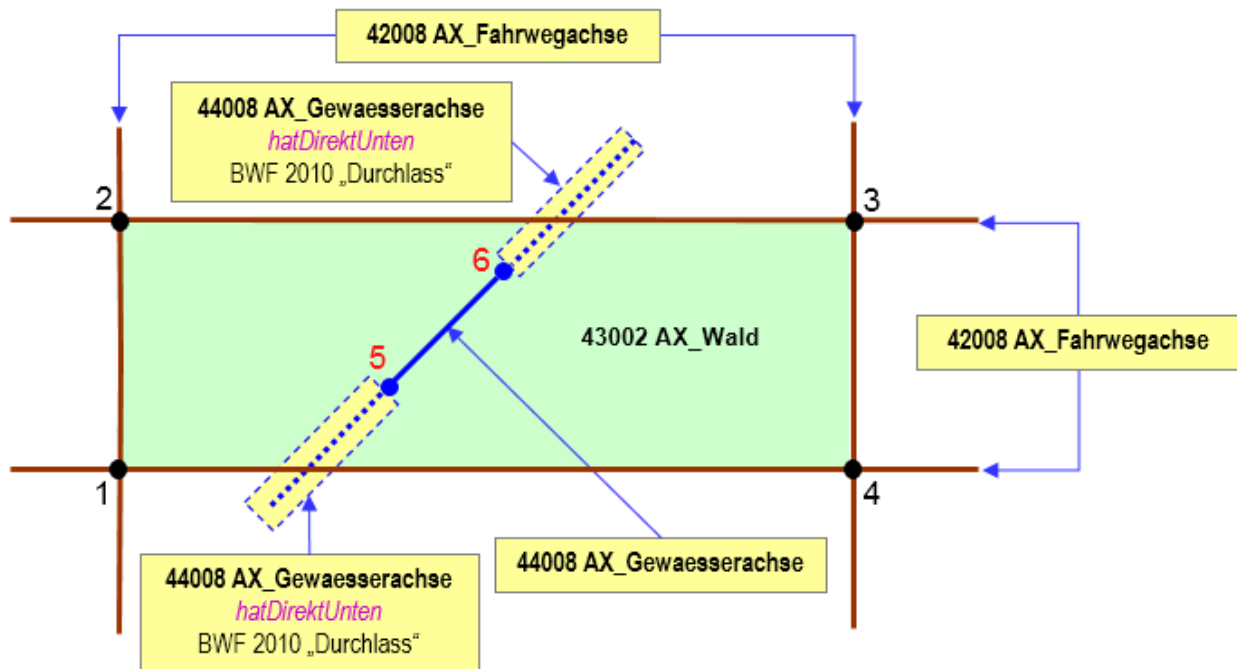 42008 AX_Fahrwegachse
44008 AX_Gewaesserachse
hatDirektUnten
BWF 2010 „Durchlass“
2
3
6
43002 AX_Wald
42008 AX_Fahrwegachse
5
1
4
44008 AX_Gewaesserachse
44008 AX_Gewaesserachse
hatDirektUnten
BWF 2010 „Durchlass“